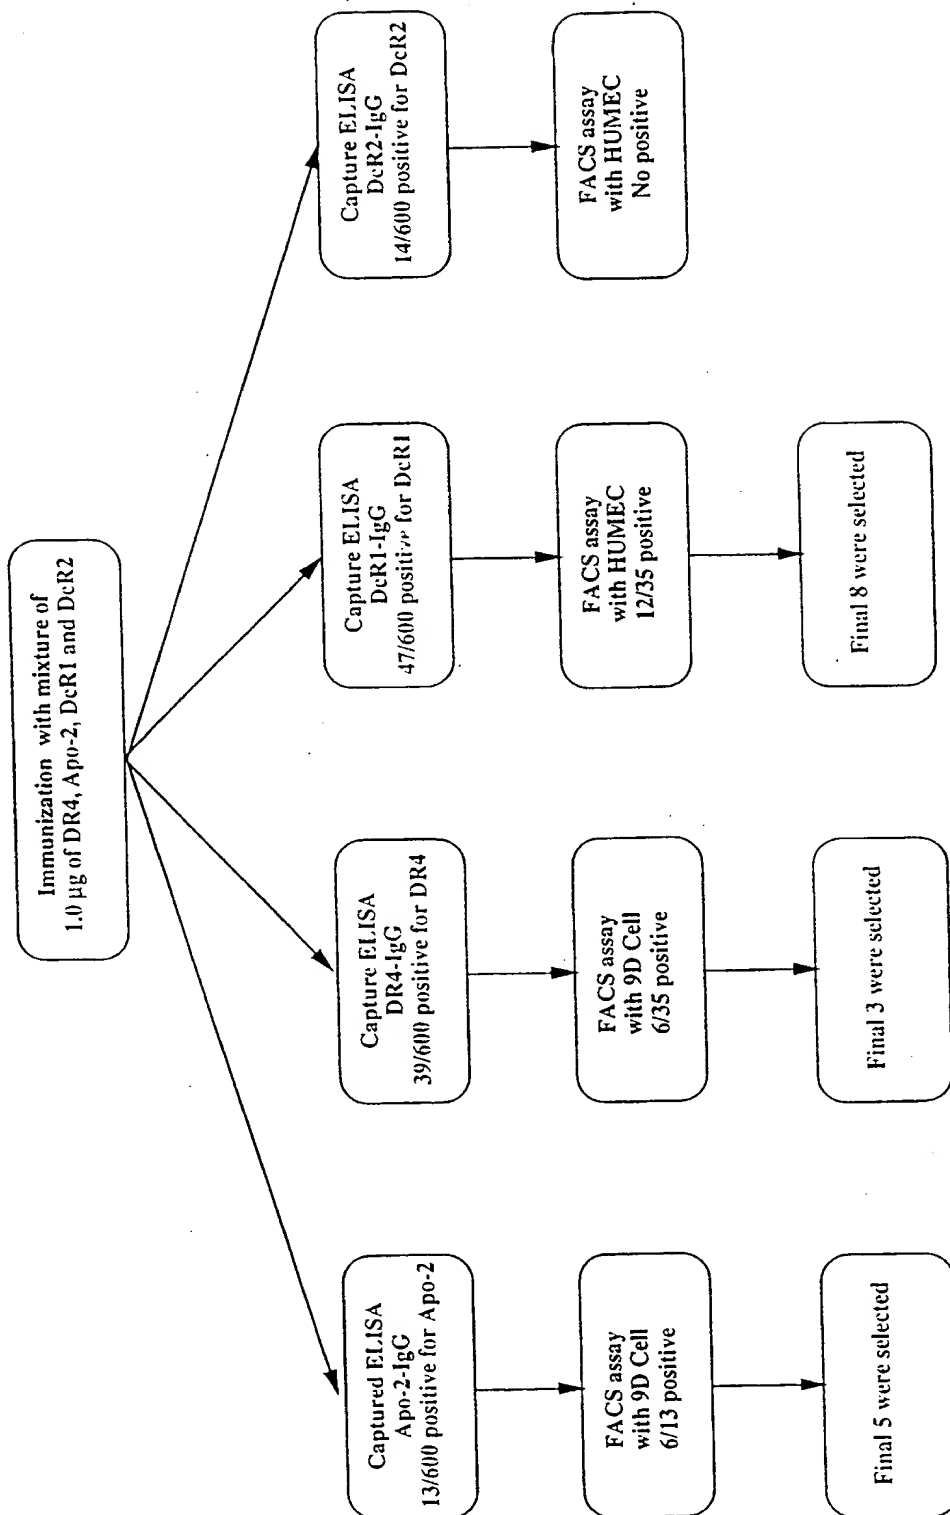 Immunization with mixture of
1.0 µg of DR4, Apo-2, DcR1 and DcR2
Captured ELISA
Apo-2-IgG
13/600 positive for Apo-2
Capture ELISA
DR4-IgG
39/600 positive for DR4
Capture ELISA
DcR1-IgG
47/600 positive for DcR1
Capture ELISA
DcR2-IgG
14/600 positive for DcR2
FACS assay
with 9D Cell
6/13 positive
FACS assay
with 9D Cell
6/35 positive
FACS assay
with HUMEC
12/35 positive
FACS assay
with HUMEC
No positive
Final 5 were selected
Final 3 were selected
Final 8 were selected